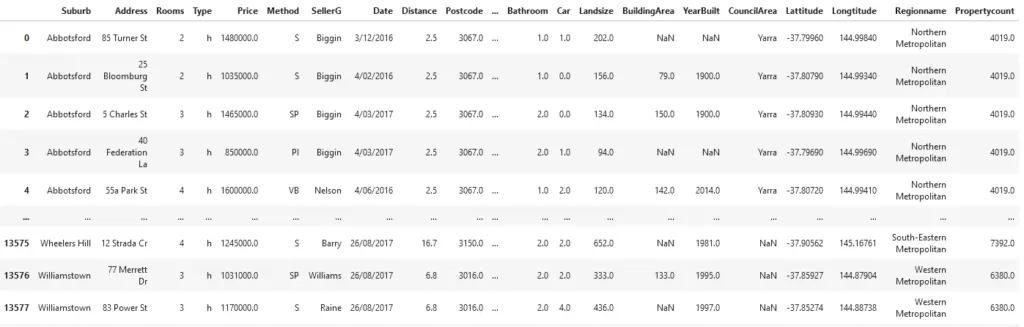 Suburb Address Rooms Type Price Method SellerG Date Distance Postcode ... Bathroom Car Landsize BuildingArea YearBuilt CouncilArea Lattitude Longtitude Regionname Propertycount
0 Abbotsford 85 Turner St 2 h 1480000.0 S Biggin 3/12/2016 2.5 3067.0 ... 1.0 1.0 202.0 NaN NaN Yarra -37.79960 144.99840 Northern Metropolitan 4019.0
1 Abbotsford 25 Bloomburg St 2 h 1035000.0 S Biggin 4/02/2016 2.5 3067.0 ... 1.0 0.0 156.0 79.0 1900.0 Yarra -37.80790 144.99340 Northern Metropolitan 4019.0
2 Abbotsford 5 Charles St 3 h 1465000.0 SP Biggin 4/03/2017 2.5 3067.0 ... 2.0 0.0 134.0 150.0 1900.0 Yarra -37.80930 144.99440 Northern Metropolitan 4019.0
3 Abbotsford 40 Federation La 3 h 850000.0 PI Biggin 4/03/2017 2.5 3067.0 ... 2.0 1.0 94.0 NaN NaN Yarra -37.79690 144.99690 Northern Metropolitan 4019.0
4 Abbotsford 55a Park St 4 h 1600000.0 VB Nelson 4/06/2016 2.5 3067.0 ... 1.0 2.0 120.0 142.0 2014.0 Yarra -37.80720 144.99410 Northern Metropolitan 4019.0
... ... ... ... ... ... ... ... ... ... ... ... ... ... ... ... ... ... ... ... ... ...
13575 Wheelers Hill 12 Strada Cr 4 h 1245000.0 S Barry 26/08/2017 16.7 3150.0 ... 2.0 2.0 652.0 NaN 1981.0 NaN -37.90562 145.16761 South-Eastern Metropolitan 7392.0
13576 Williamstown 77 Merrett Dr 3 h 1031000.0 SP Williams 26/08/2017 6.8 3016.0 ... 2.0 2.0 333.0 133.0 1995.0 NaN -37.85927 144.87904 Western Metropolitan 6380.0
13577 Williamstown 83 Power St 3 h 1170000.0 S Raine 26/08/2017 6.8 3016.0 ... 2.0 4.0 436.0 NaN 1997.0 NaN -37.85274 144.88738 Western Metropolitan 6380.0